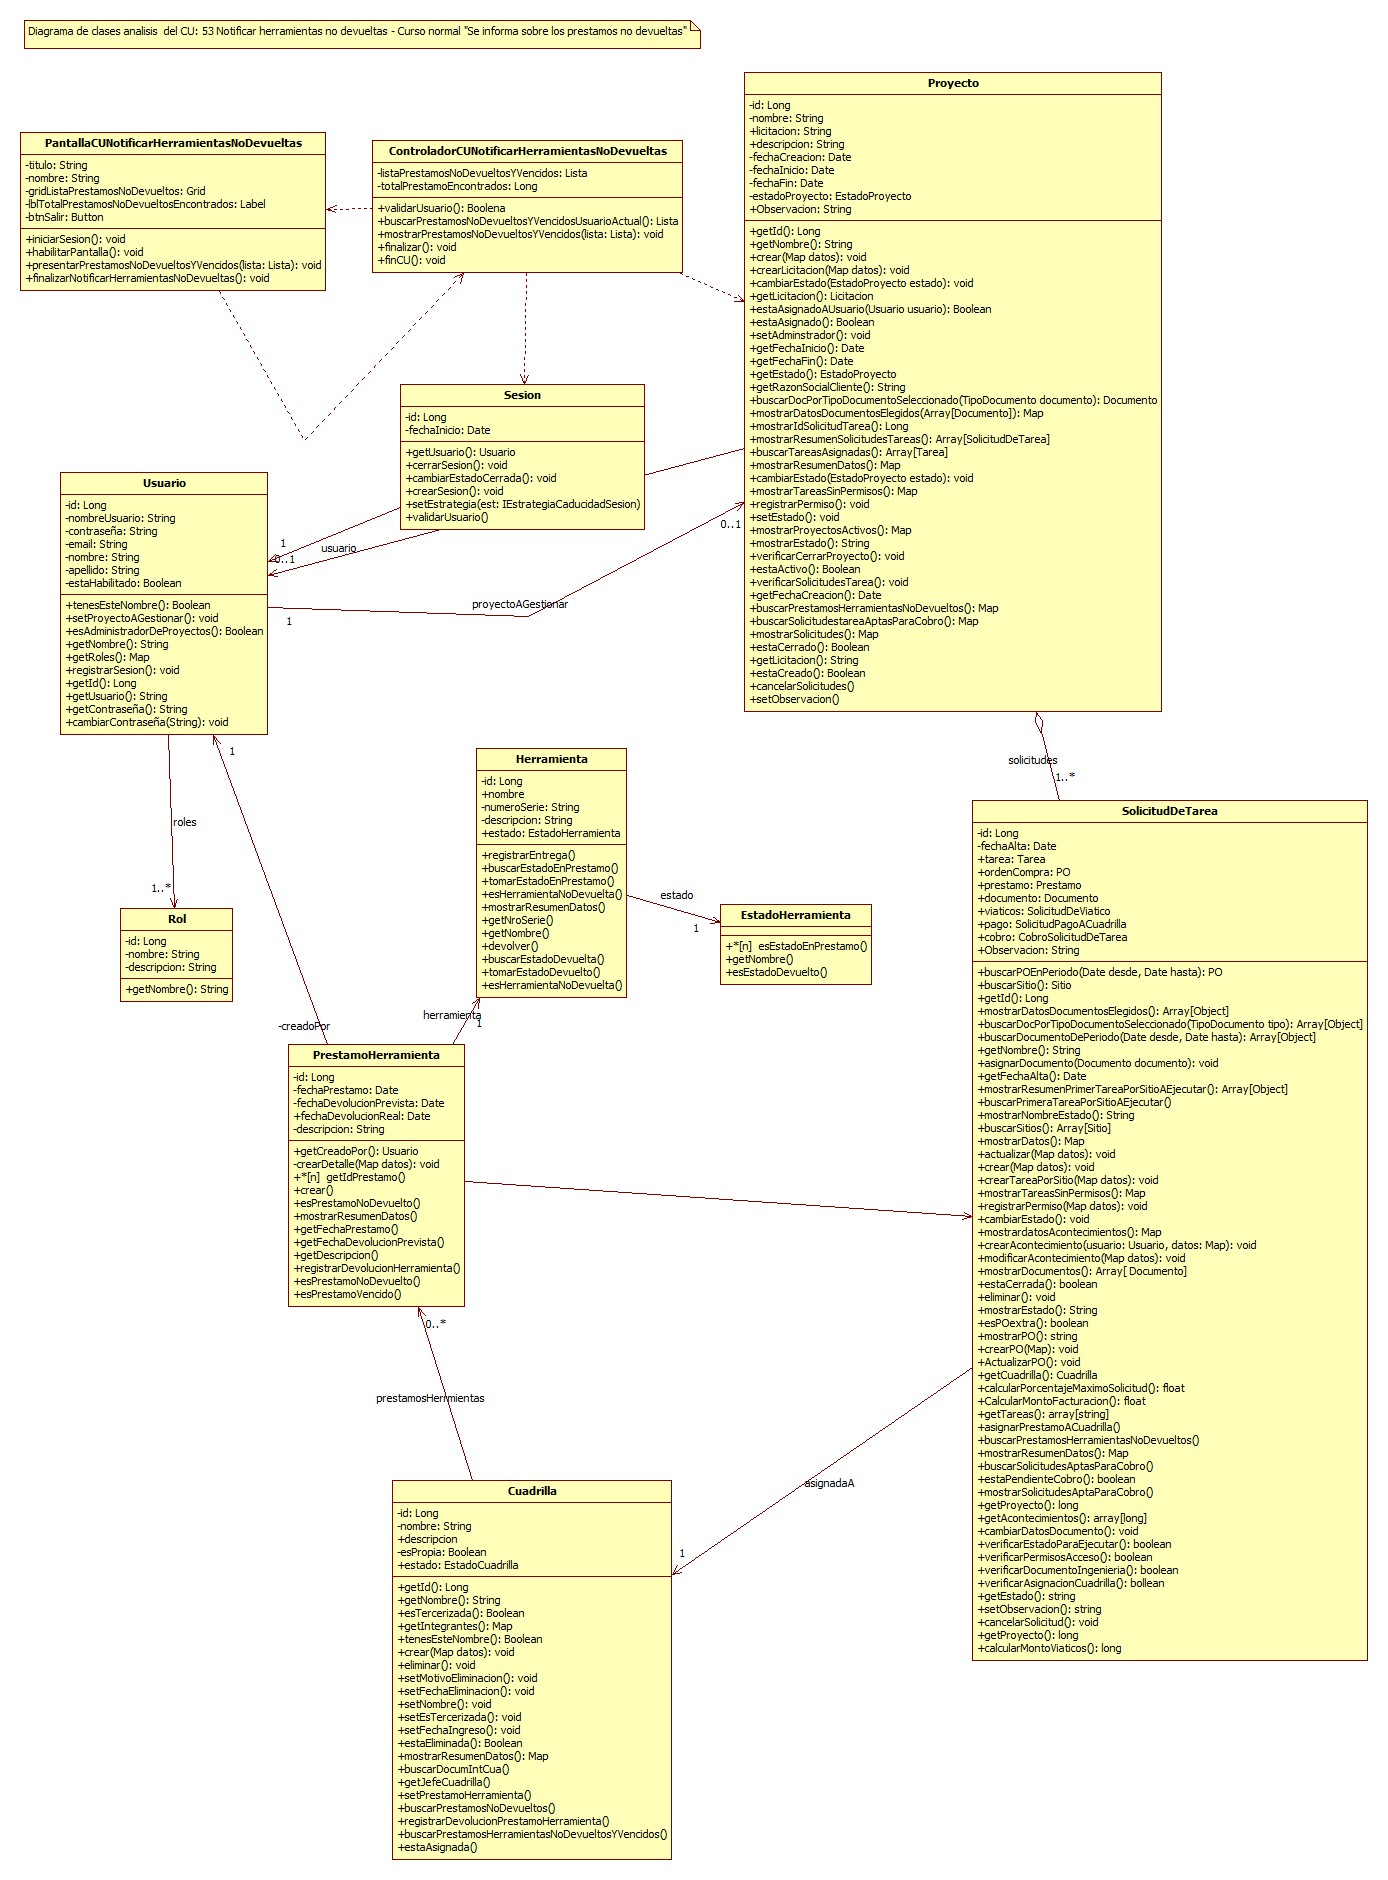 Diagrama de clases analisis  del CU: 53 Notificar herramientas no devueltas - Curso normal "Se informa sobre los prestamos no devueltas"
PantallaCUNotificarHerramientasNoDevueltas
-titulo: String
-nombre: String
-gridListaPrestamosNoDevueltos: Grid
-lblTotalPrestamosNoDevueltosEncontrados: Label
-btnSalir: Button
+iniciarSesion(): void
+habilitarPantalla(): void
+presentarPrestamosNoDevueltosYVencidos(lista: Lista): void
+finalizarNotificarHerramientasNoDevueltas(): void
ControladorCUNotificarHerramientasNoDevueltas
-listaPrestamosNoDevueltosYVencidos: Lista
-totalPrestamoEncontrados: Long
+validarUsuario(): Boolena
+buscarPrestamosNoDevueltosYVencidosUsuarioActual(): Lista
+mostrarPrestamosNoDevueltosYVencidos(lista: Lista): void
+finalizar(): void
+finCU(): void
Proyecto
-id: Long
-nombre: String
+licitacion: String
+descripcion: String
-fechaCreacion: Date
-fechaInicio: Date
-fechaFin: Date
-estadoProyecto: EstadoProyecto
+Observacion: String
+getId(): Long
+getNombre(): String
+crear(Map datos): void
+crearLicitacion(Map datos): void
+cambiarEstado(EstadoProyecto estado): void
+getLicitacion(): Licitacion
+estaAsignadoAUsuario(Usuario usuario): Boolean
+estaAsignado(): Boolean
+setAdminstrador(): void
+getFechaInicio(): Date
+getFechaFin(): Date
+getEstado(): EstadoProyecto
+getRazonSocialCliente(): String
+buscarDocPorTipoDocumentoSeleccionado(TipoDocumento documento): Documento
+mostrarDatosDocumentosElegidos(Array[Documento]): Map
+mostrarIdSolicitudTarea(): Long
+mostrarResumenSolicitudesTareas(): Array[SolicitudDeTarea]
+buscarTareasAsignadas(): Array[Tarea]
+mostrarResumenDatos(): Map
+cambiarEstado(EstadoProyecto estado): void
+mostrarTareasSinPermisos(): Map
+registrarPermiso(): void
+setEstado(): void
+mostrarProyectosActivos(): Map
+mostrarEstado(): String
+verificarCerrarProyecto(): void
+estaActivo(): Boolean
+verificarSolicitudesTarea(): void
+getFechaCreacion(): Date
+buscarPrestamosHerramientasNoDevueltos(): Map
+buscarSolicitudestareaAptasParaCobro(): Map
+mostrarSolicitudes(): Map
+estaCerrado(): Boolean
+getLicitacion(): String
+estaCreado(): Boolean
+cancelarSolicitudes()
+setObservacion()
Sesion
-id: Long
-fechaInicio: Date
+getUsuario(): Usuario
+cerrarSesion(): void
+cambiarEstadoCerrada(): void
+crearSesion(): void
+setEstrategia(est: IEstrategiaCaducidadSesion)
+validarUsuario()
Usuario
-id: Long
-nombreUsuario: String
-contraseña: String
-email: String
-nombre: String
-apellido: String
-estaHabilitado: Boolean
+tenesEsteNombre(): Boolean
+setProyectoAGestionar(): void
+esAdministradorDeProyectos(): Boolean
+getNombre(): String
+getRoles(): Map
+registrarSesion(): void
+getId(): Long
+getUsuario(): String
+getContraseña(): String
+cambiarContraseña(String): void
1
0..1
usuario
1
proyectoAGestionar
0..1
1
roles
1..*
Rol
-id: Long
-nombre: String
-descripcion: String
+getNombre(): String
Herramienta
-id: Long
+nombre
-numeroSerie: String
-descripcion: String
+estado: EstadoHerramienta
+registrarEntrega()
+buscarEstadoEnPrestamo()
+tomarEstadoEnPrestamo()
+esHerramientaNoDevuelta()
+mostrarResumenDatos()
+getNroSerie()
+getNombre()
+devolver()
+buscarEstadoDevuelta()
+tomarEstadoDevuelto()
+esHerramientaNoDevuelta()
estado
1
EstadoHerramienta
+*[n]  esEstadoEnPrestamo()
+getNombre()
+esEstadoDevuelto()
solicitudes
1..*
SolicitudDeTarea
-id: Long
-fechaAlta: Date
+tarea: Tarea
+ordenCompra: PO
+prestamo: Prestamo
+documento: Documento
+viaticos: SolicitudDeViatico
+pago: SolicitudPagoACuadrilla
+cobro: CobroSolicitudDeTarea
+Observacion: String
+buscarPOEnPeriodo(Date desde, Date hasta): PO
+buscarSitio(): Sitio
+getId(): Long
+mostrarDatosDocumentosElegidos(): Array[Object]
+buscarDocPorTipoDocumentoSeleccionado(TipoDocumento tipo): Array[Object]
+buscarDocumentoDePeriodo(Date desde, Date hasta): Array[Object]
+getNombre(): String
+asignarDocumento(Documento documento): void
+getFechaAlta(): Date
+mostrarResumenPrimerTareaPorSitioAEjecutar(): Array[Object]
+buscarPrimeraTareaPorSitioAEjecutar()
+mostrarNombreEstado(): String
+buscarSitios(): Array[Sitio]
+mostrarDatos(): Map
+actualizar(Map datos): void
+crear(Map datos): void
+crearTareaPorSitio(Map datos): void
+mostrarTareasSinPermisos(): Map
+registrarPermiso(Map datos): void
+cambiarEstado(): void
+mostrardatosAcontecimientos(): Map
+crearAcontecimiento(usuario: Usuario, datos: Map): void
+modificarAcontecimiento(Map datos): void
+mostrarDocumentos(): Array[ Documento]
+estaCerrada(): boolean
+eliminar(): void
+mostrarEstado(): String
+esPOextra(): boolean
+mostrarPO(): string
+crearPO(Map): void
+ActualizarPO(): void
+getCuadrilla(): Cuadrilla
+calcularPorcentajeMaximoSolicitud(): float
+CalcularMontoFacturacion(): float
+getTareas(): array[string]
+asignarPrestamoACuadrilla()
+buscarPrestamosHerramientasNoDevueltos()
+mostrarResumenDatos(): Map
+buscarSolicitudesAptasParaCobro()
+estaPendienteCobro(): boolean
+mostrarSolicitudesAptaParaCobro()
+getProyecto(): long
+getAcontecimientos(): array[long]
+cambiarDatosDocumento(): void
+verificarEstadoParaEjecutar(): boolean
+verificarPermisosAcceso(): boolean
+verificarDocumentoIngenieria(): boolean
+verificarAsignacionCuadrilla(): bollean
+getEstado(): string
+setObservacion(): string
+cancelarSolicitud(): void
+getProyecto(): long
+calcularMontoViaticos(): long
-creadoPor
herramienta
1
PrestamoHerramienta
-id: Long
-fechaPrestamo: Date
-fechaDevolucionPrevista: Date
+fechaDevolucionReal: Date
-descripcion: String
+getCreadoPor(): Usuario
-crearDetalle(Map datos): void
+*[n]  getIdPrestamo()
+crear()
+esPrestamoNoDevuelto()
+mostrarResumenDatos()
+getFechaPrestamo()
+getFechaDevolucionPrevista()
+getDescripcion()
+registrarDevolucionHerramienta()
+esPrestamoNoDevuelto()
+esPrestamoVencido()
0..*
prestamosHerrmientas
asignadaA
1
Cuadrilla
-id: Long
-nombre: String
+descripcion
-esPropia: Boolean
+estado: EstadoCuadrilla
+getId(): Long
+getNombre(): String
+esTercerizada(): Boolean
+getIntegrantes(): Map
+tenesEsteNombre(): Boolean
+crear(Map datos): void
+eliminar(): void
+setMotivoEliminacion(): void
+setFechaEliminacion(): void
+setNombre(): void
+setEsTercerizada(): void
+setFechaIngreso(): void
+estaEliminada(): Boolean
+mostrarResumenDatos(): Map
+buscarDocumIntCua()
+getJefeCuadrilla()
+setPrestamoHerramienta()
+buscarPrestamosNoDevueltos()
+registrarDevolucionPrestamoHerramienta()
+buscarPrestamosHerramientasNoDevueltosYVencidos()
+estaAsignada()